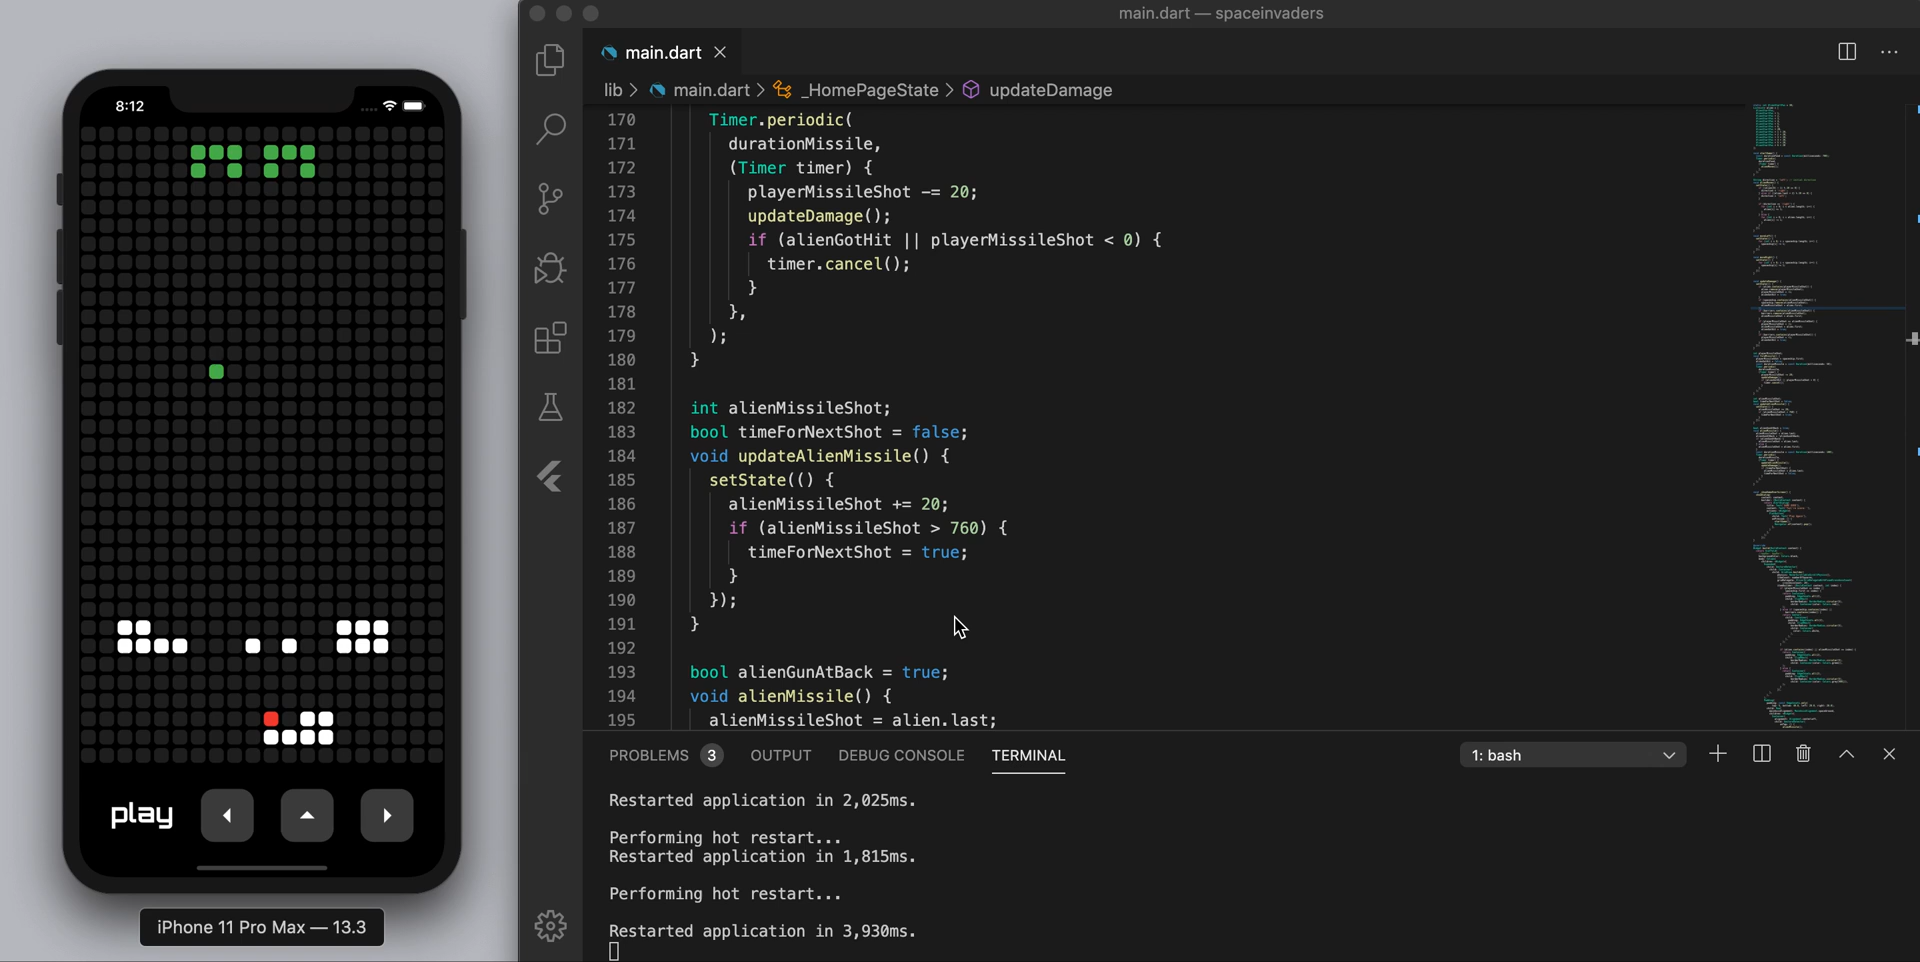 main.dart — spaceinvaders
main.dart
lib > main.dart > _HomePageState > updateDamage
8:12
170 Timer.periodic(
171 durationMissile,
172 (Timer timer) {
173 playerMissileShot -= 20;
174 updateDamage();
175 if (alienGotHit || playerMissileShot < 0) {
176 timer.cancel();
177 }
178 },
179 );
180 }
181
182 int alienMissileShot;
183 bool timeForNextShot = false;
184 void updateAlienMissile() {
185 setState(() {
186 alienMissileShot += 20;
187 if (alienMissileShot > 760) {
188 timeForNextShot = true;
189 }
190 });
191 }
192
193 bool alienGunAtBack = true;
194 void alienMissile() {
195 alienMissileShot = alien.last;
PROBLEMS 3 OUTPUT DEBUG CONSOLE TERMINAL 1: bash
Restarted application in 2,025ms.
Performing hot restart...
Restarted application in 1,815ms.
Performing hot restart...
Restarted application in 3,930ms.
play
iPhone 11 Pro Max — 13.3